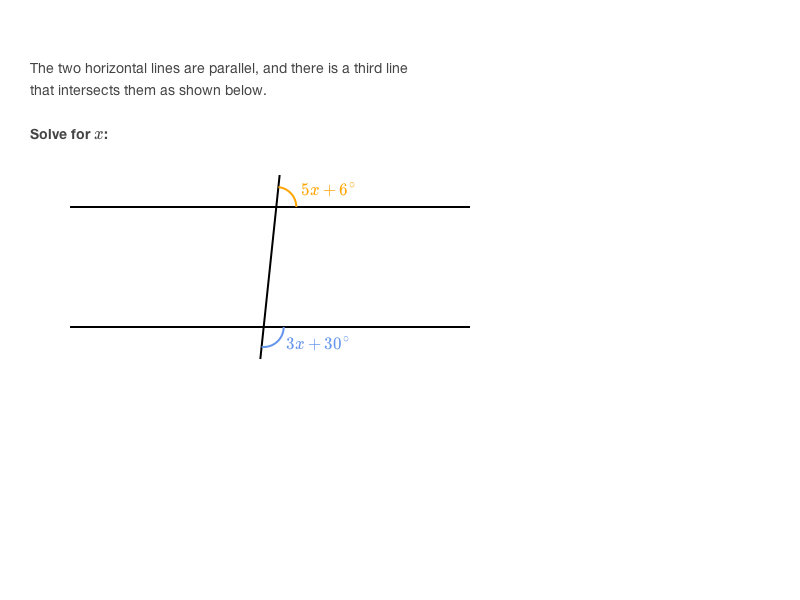 The two horizontal lines are parallel, and there is a third line
that intersects them as shown below.
Solve for x:
5x + 6°
3x + 30°